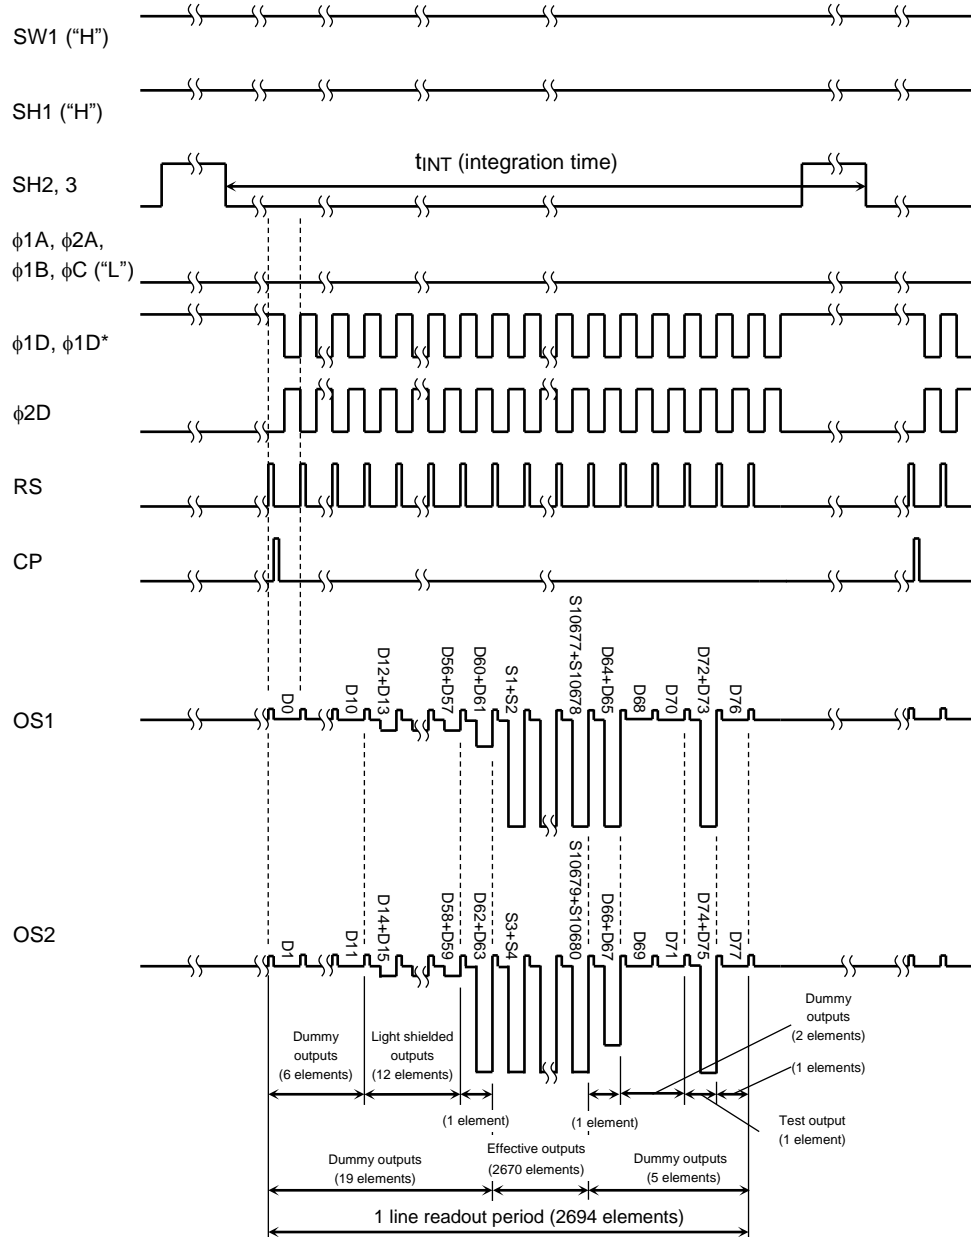 SW1 (“H”)
SH1 (“H”)
SH2, 3
tINT (integration time)
ϕ1A, ϕ2A,
ϕ1B, ϕC (“L”)
ϕ1D, ϕ1D*
ϕ2D
RS
CP
OS1
D0
D10
D12+D13
D56+D57
D60+D61
S1+S2
S10677+S10678
D64+D65
D68
D70
D72+D73
D76
OS2
D1
D11
D14+D15
D58+D59
D62+D63
S3+S4
S10679+S10680
D66+D67
D69
D71
D74+D75
D77
Dummy
outputs
(6 elements)
Light shielded
outputs
(12 elements)
(1 element)
(1 element)
Dummy
outputs
(2 elements)
(1 elements)
Test output
(1 element)
Dummy outputs
(19 elements)
Effective outputs
(2670 elements)
Dummy outputs
(5 elements)
1 line readout period (2694 elements)